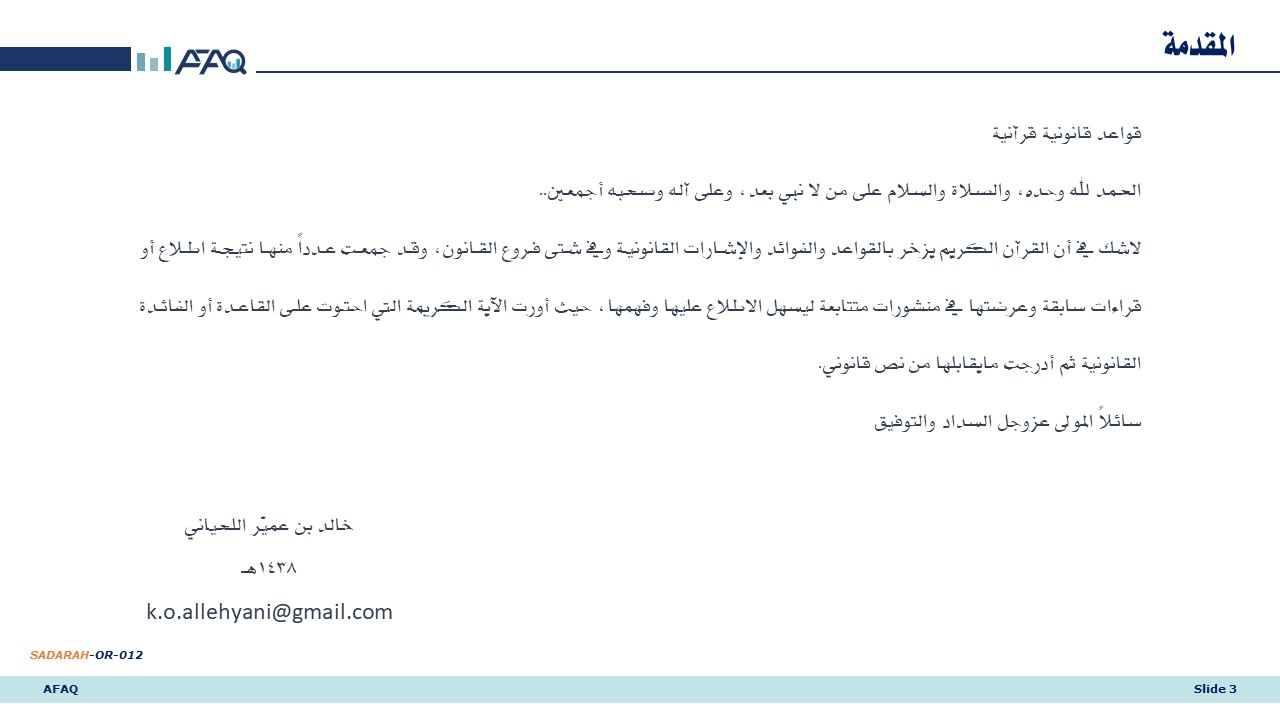 المقدمة
AFAQ
قواعد قانونية قرآنية
الحمد لله وحده، والصلاة والسلام على من لا نبي بعد، وعلى آله وصحبه أجمعين..
لاشك في أن القرآن الكريم يزخر بالقواعد والفوائد والإشارات القانونية وفي شتى فروع القانون، وقد جمعت عدداً منها نتيجة اطلاع أو
قراءات سابقة وعرضتها في منشورات متتابعة ليسهل الاطلاع عليها وفهمها، حيث أورت الآية الكريمة التي احتوت على القاعدة أو الفائدة
القانونية ثم أدرجت مايقابلها من نص قانوني.
سائلاً المولى عزوجل السداد والتوفيق
خالد بن عميّر اللحياني
١٤٣٨هـ
k.o.allehyani@gmail.com
SADARAH-OR-012
AFAQ
Slide 3